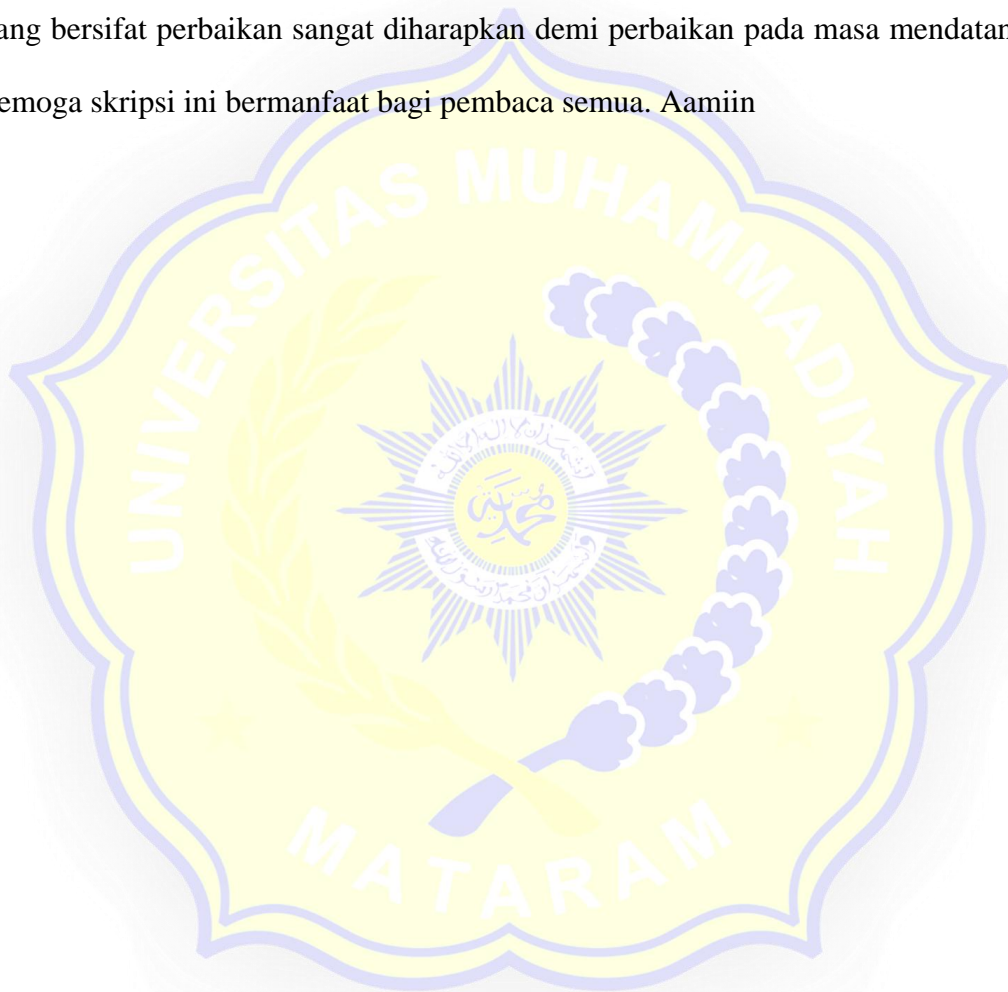 ang bersifat perbaikan sangat diharapkan demi perbaikan pada masa mendatan
emoga skripsi ini bermanfaat bagi pembaca semua. Aamiin
UNIVERSITAS MUHAMMADIYAH
MATARAM